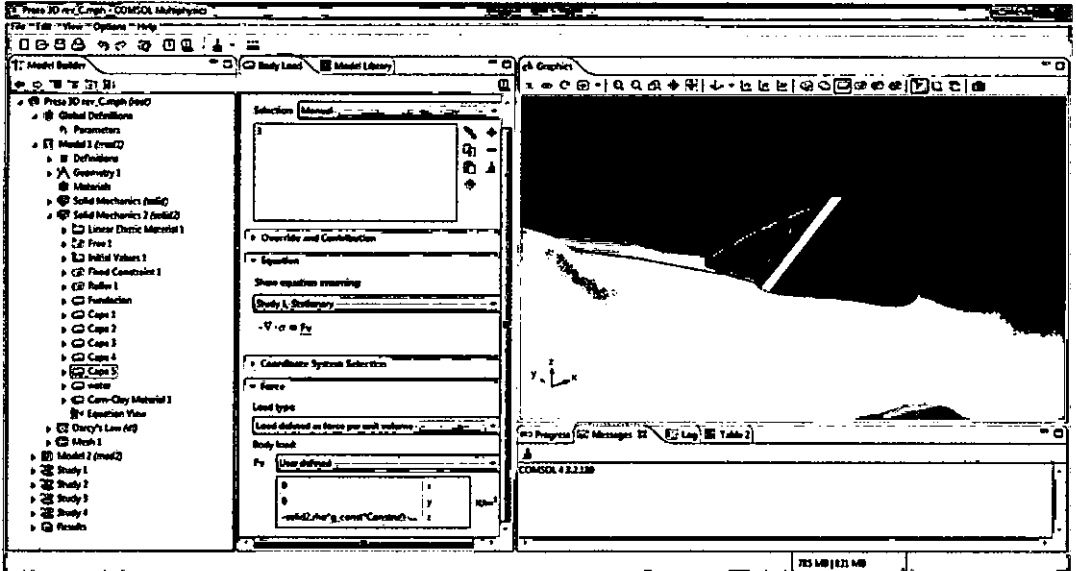 Presa 3D rev_C.mph - COMSOL Multiphysics
File Edit View Options Help
Model Builder
Body Load Model Library
Graphics
Presa 3D rev_C.mph (root)
Global Definitions
Parameters
Model 1 (mod1)
Definitions
Geometry 1
Materials
Solid Mechanics (solid)
Solid Mechanics 2 (solid2)
Linear Elastic Material 1
Free 1
Initial Values 1
Fixed Constraint 1
Roller 1
Fundacion
Capa 1
Capa 2
Capa 3
Capa 4
Capa 5
water
Cam-Clay Material 1
Equation View
Darcy's Law (dl)
Mesh 1
Model 2 (mod2)
Study 1
Study 2
Study 3
Study 4
Results
Selection: Manual
3
Override and Contribution
Equation
Show equation assuming:
Study 1, Stationary
-∇·σ = Fv
Coordinate System Selection
Force
Load type:
Load defined as force per unit volume
Body load:
Fv User defined
0 x
0 y N/m³
-solid2.rho*g_const*Constru() z
z
y x
Progress Messages Log Table 2
COMSOL 4.3.2.189
785 MB | 831 MB